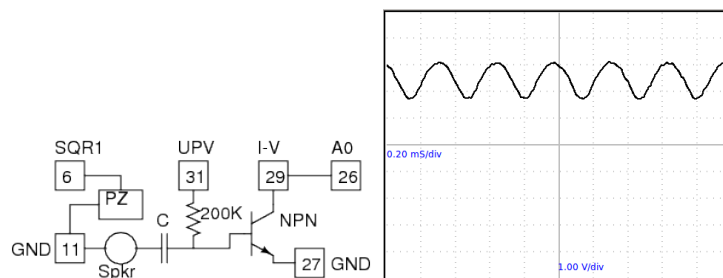 SQR1 UPV I-V A0
6 31 29 26
PZ
C 200K NPN
GND 11 27 GND
Spkr
0.20 mS/div
1.00 V/div